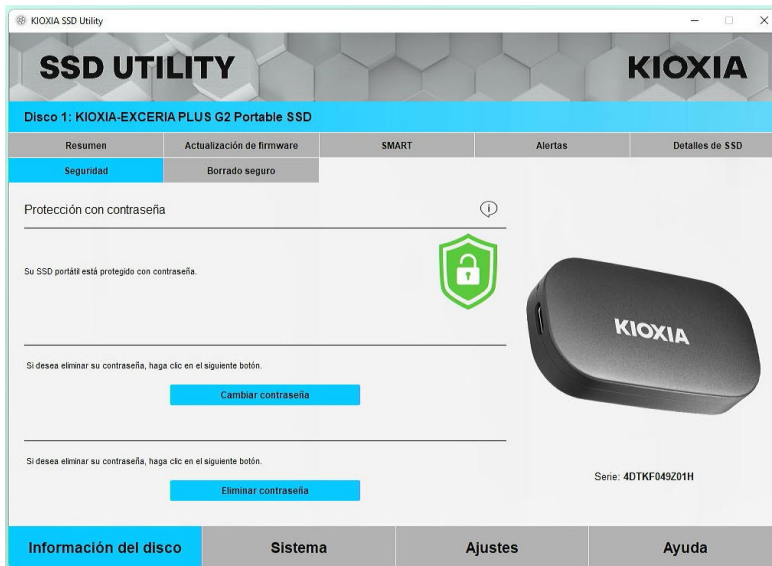 KIOXIA SSD Utility
SSD UTILITY
KIOXIA
Disco 1: KIOXIA-EXCERIA PLUS G2 Portable SSD
Resumen
Actualización de firmware
SMART
Alertas
Detalles de SSD
Seguridad
Borrado seguro
Protección con contraseña
Su SSD portátil está protegido con contraseña.
KIOXIA
Si desea eliminar su contraseña, haga clic en el siguiente botón.
Cambiar contraseña
Si desea eliminar su contraseña, haga clic en el siguiente botón.
Eliminar contraseña
Serie: 4DTKF049Z01H
Información del disco
Sistema
Ajustes
Ayuda